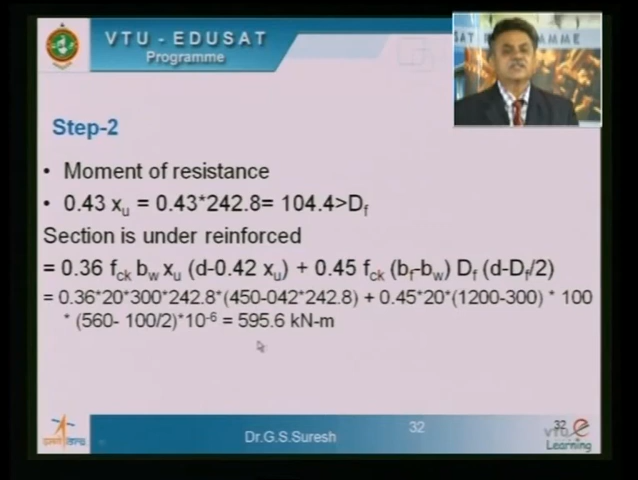 VTU - EDUSAT
Programme
SAT
AMME
Step-2
• Moment of resistance
• 0.43 xu = 0.43*242.8= 104.4>Df
Section is under reinforced
= 0.36 fck bw xu (d-0.42 xu) + 0.45 fck (bf-bw) Df (d-Df/2)
= 0.36*20*300*242.8*(450-042*242.8) + 0.45*20*(1200-300) * 100
* (560- 100/2)*10-6 = 595.6 kN-m
Dr.G.S.Suresh
32
32
VTU e
Learning